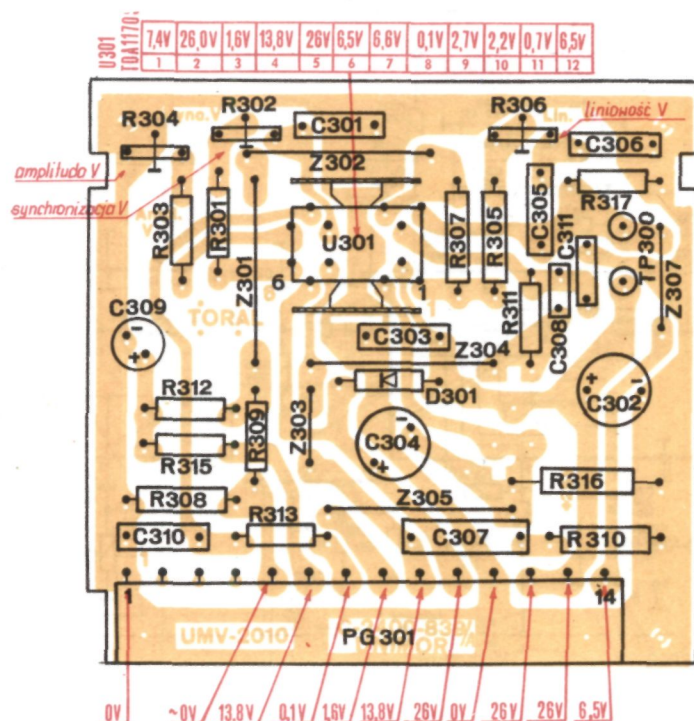 U301
TDA1170S
7,4V 26,0V 1,6V 13,8V 26V 6,5V 6,6V 0,1V 2,7V 2,2V 0,7V 6,5V
1 2 3 4 5 6 7 8 9 10 11 12
R304
R302
C301
R306
liniowość V
Lin.
C306
Z302
amplituda V
synchronizacja V
R303
R301
Z301
U301
6
1
R307
R305
C305
C311
R317
TP300
Z307
R311
C308
C309
TORAL
6
1
C303
Z304
D301
C302
R312
R309
Z303
C304
R315
R308
R316
Z305
C310
R313
C307
R310
1
14
UMV-2010
PG301
0V ~0V 13,8V 0,1V 1,6V 13,8V 26V 0V 26V 26V 6,5V